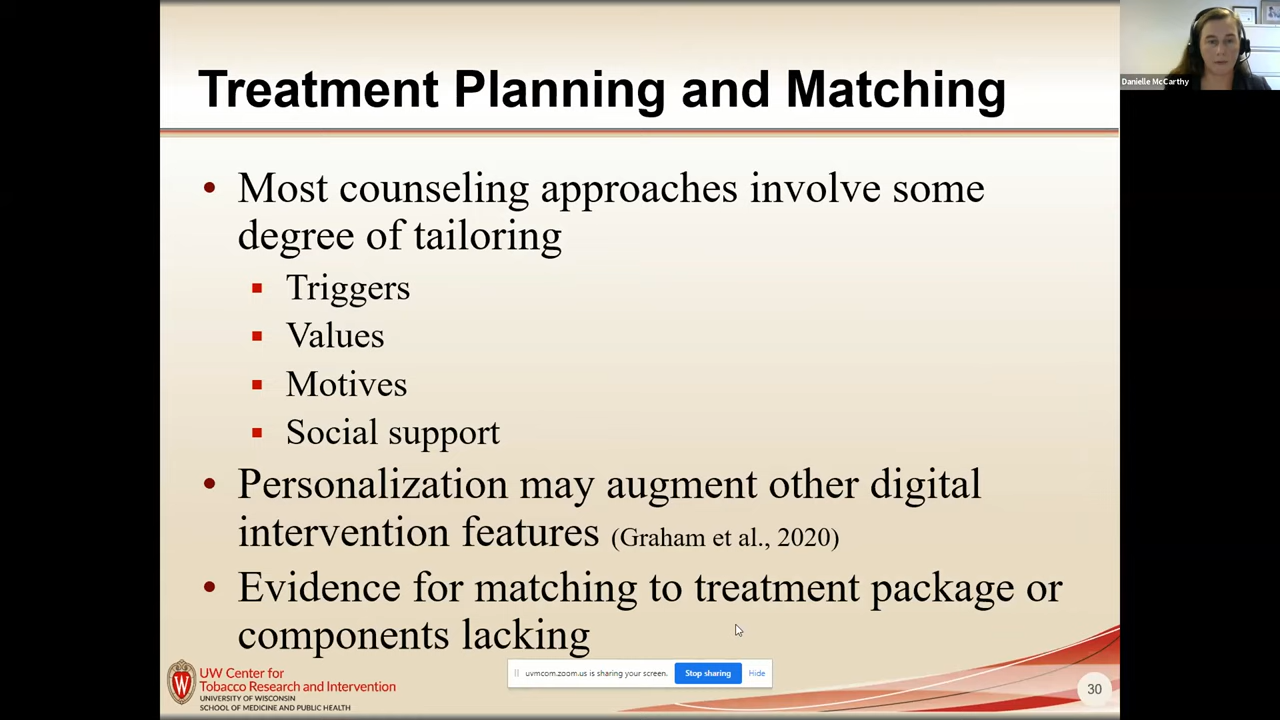 Treatment Planning and Matching
Danielle McCarthy
• Most counseling approaches involve some
degree of tailoring
▪ Triggers
▪ Values
▪ Motives
▪ Social support
• Personalization may augment other digital
intervention features (Graham et al., 2020)
• Evidence for matching to treatment package or
components lacking
uvmcom.zoom.us is sharing your screen. Stop sharing Hide
W
UW Center for
Tobacco Research and Intervention
UNIVERSITY OF WISCONSIN
SCHOOL OF MEDICINE AND PUBLIC HEALTH
30